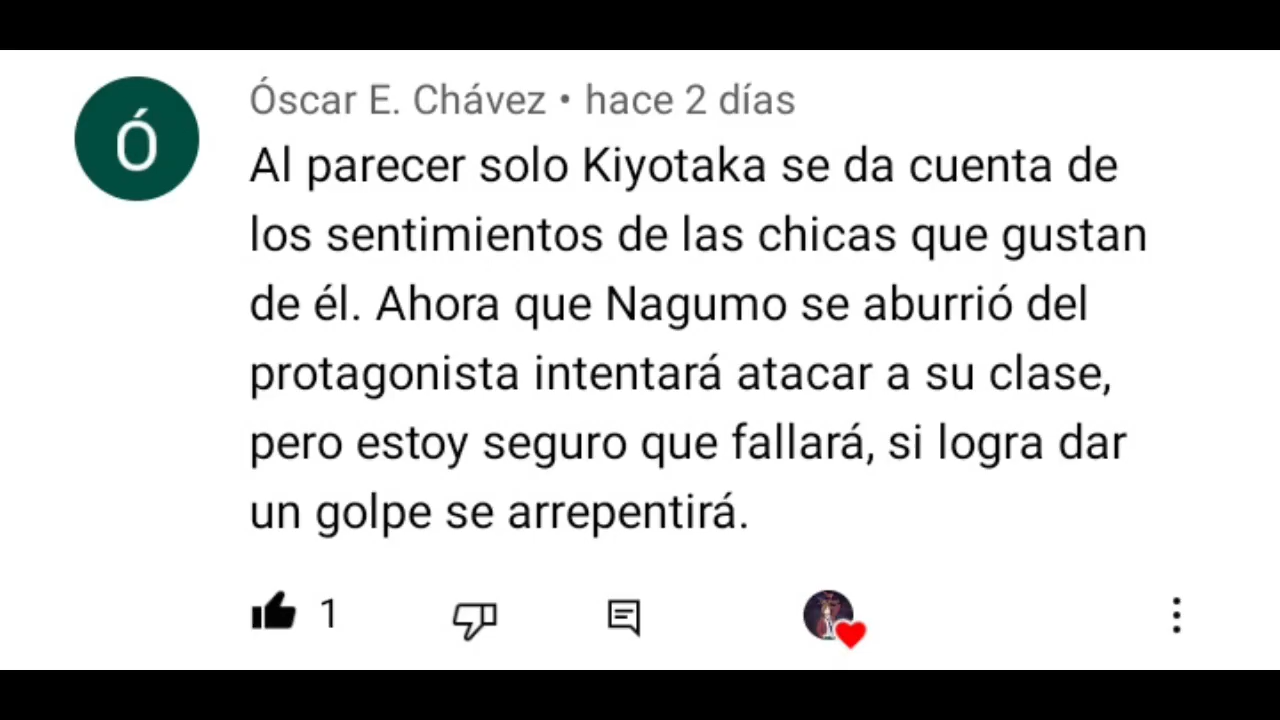 Ó
Óscar E. Chávez • hace 2 días
Al parecer solo Kiyotaka se da cuenta de
los sentimientos de las chicas que gustan
de él. Ahora que Nagumo se aburrió del
protagonista intentará atacar a su clase,
pero estoy seguro que fallará, si logra dar
un golpe se arrepentirá.
1